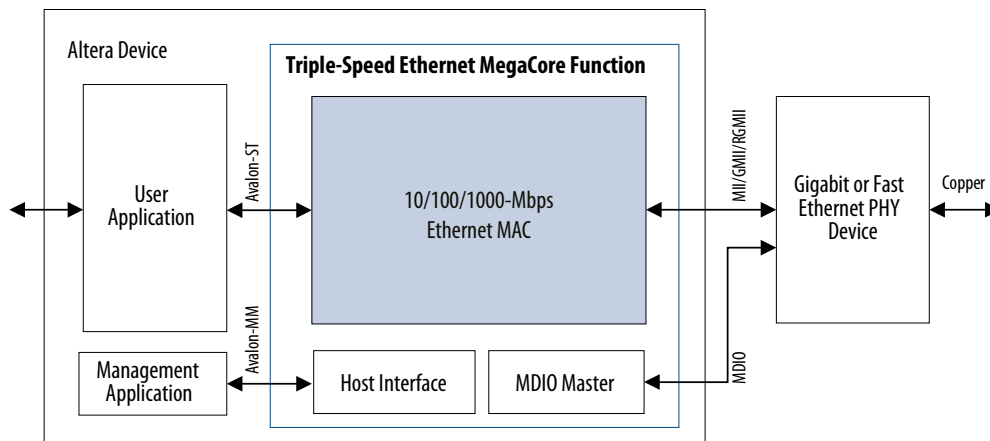 Altera Device
Triple-Speed Ethernet MegaCore Function
User
Application
Avalon-ST
10/100/1000-Mbps
Ethernet MAC
MII/GMII/RGMII
Gigabit or Fast
Ethernet PHY
Device
Copper
Management
Application
Avalon-MM
Host Interface
MDIO Master
MDIO